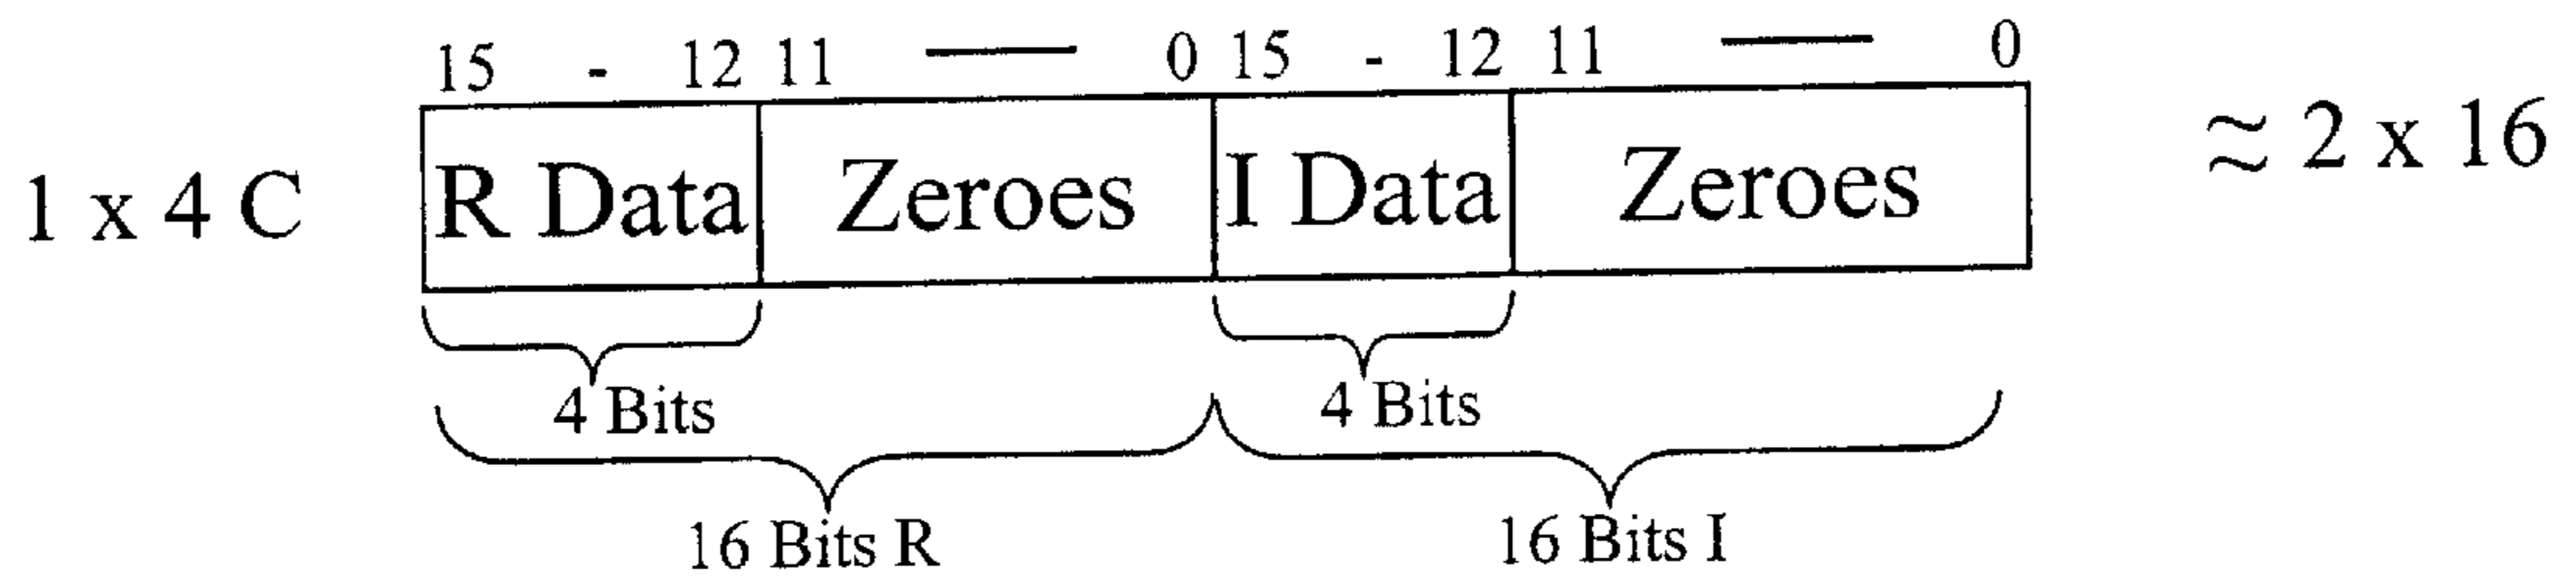 15 - 12 11 — 0 15 - 12 11 — 0
1 x 4 C R Data Zeroes I Data Zeroes ≈ 2 x 16
4 Bits 4 Bits
16 Bits R 16 Bits I